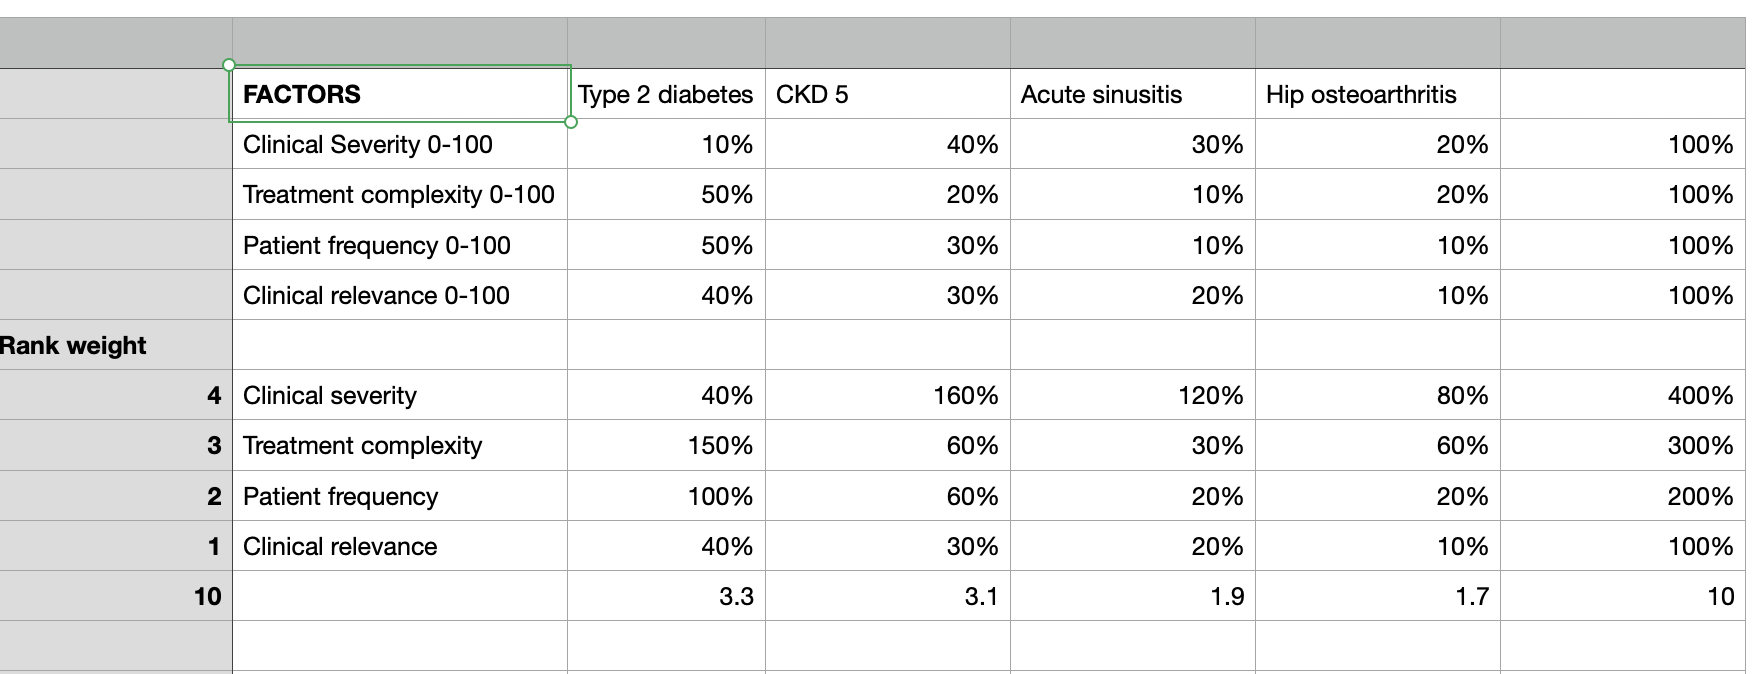 FACTORS Type 2 diabetes CKD 5 Acute sinusitis Hip osteoarthritis
Clinical Severity 0-100 10% 40% 30% 20% 100%
Treatment complexity 0-100 50% 20% 10% 20% 100%
Patient frequency 0-100 50% 30% 10% 10% 100%
Clinical relevance 0-100 40% 30% 20% 10% 100%
Rank weight
4 Clinical severity 40% 160% 120% 80% 400%
3 Treatment complexity 150% 60% 30% 60% 300%
2 Patient frequency 100% 60% 20% 20% 200%
1 Clinical relevance 40% 30% 20% 10% 100%
10 3.3 3.1 1.9 1.7 10